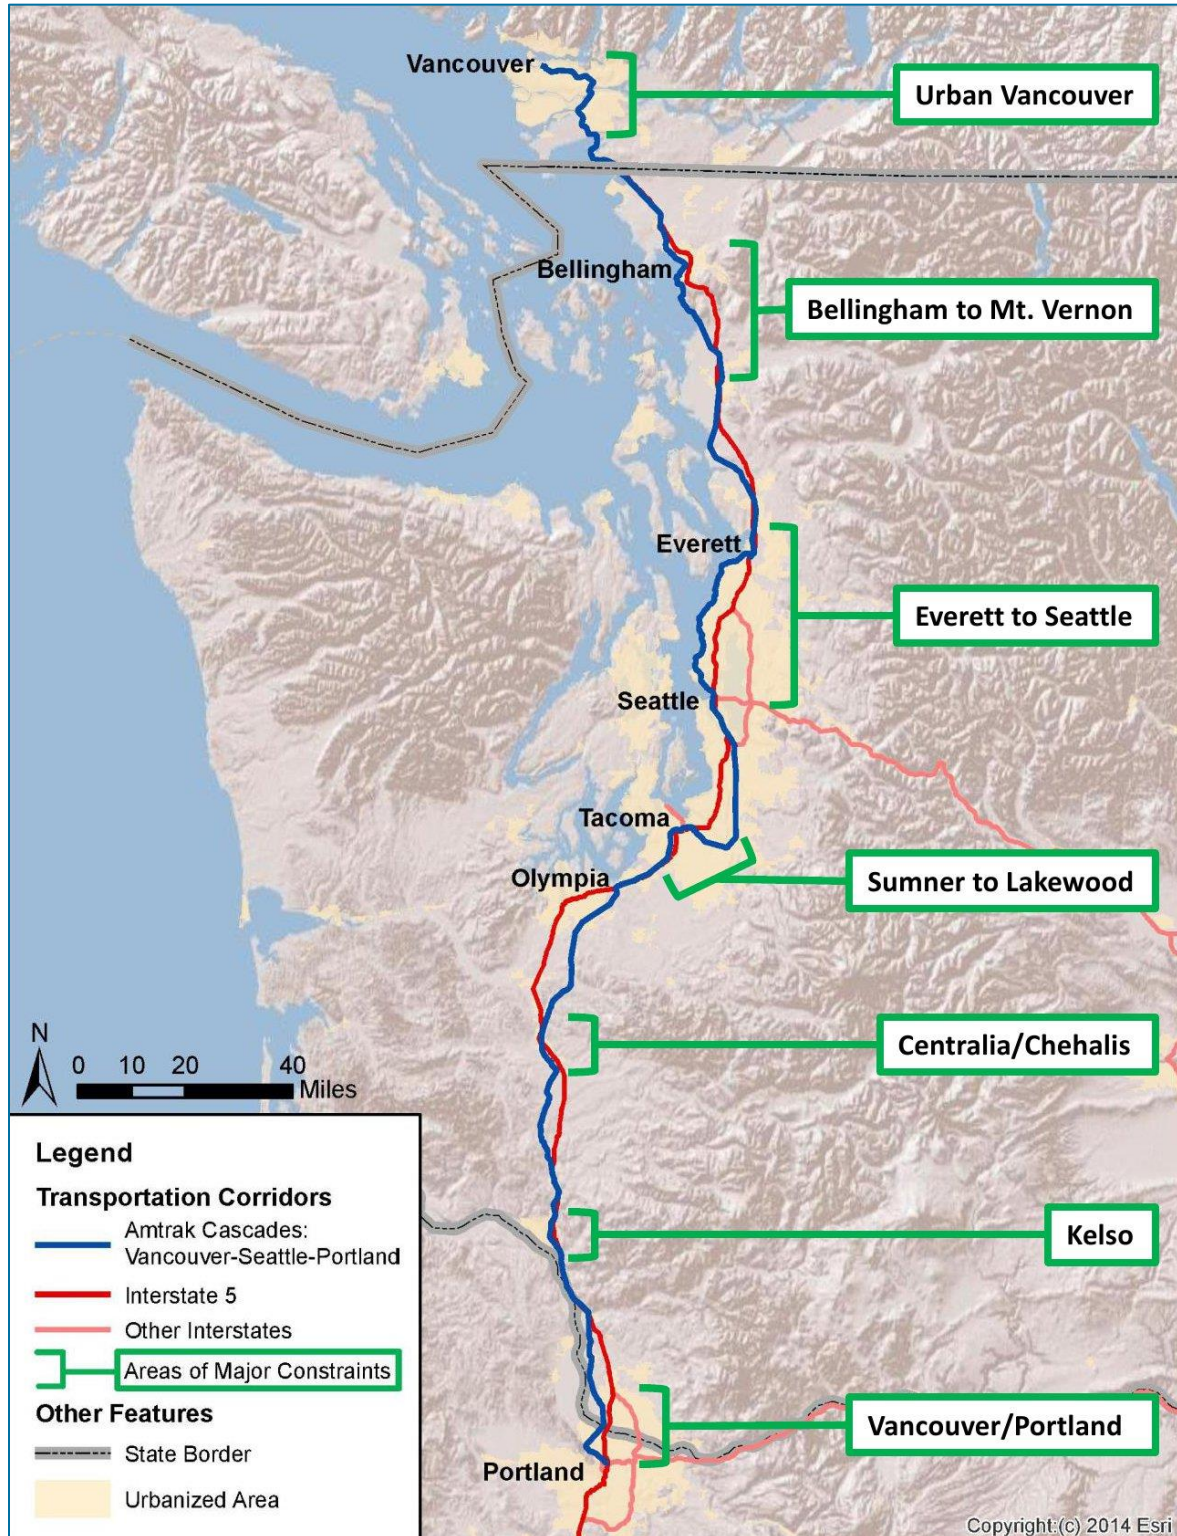 Vancouver
Urban Vancouver
Bellingham
Bellingham to Mt. Vernon
Everett
Everett to Seattle
Seattle
Tacoma
Olympia
Sumner to Lakewood
Centralia/Chehalis
N
0 10 20 40
Miles
Kelso
Vancouver/Portland
Portland
Legend
Transportation Corridors
Amtrak Cascades:
Vancouver-Seattle-Portland
Interstate 5
Other Interstates
Areas of Major Constraints
Other Features
State Border
Urbanized Area
Copyright:(c) 2014 Esri